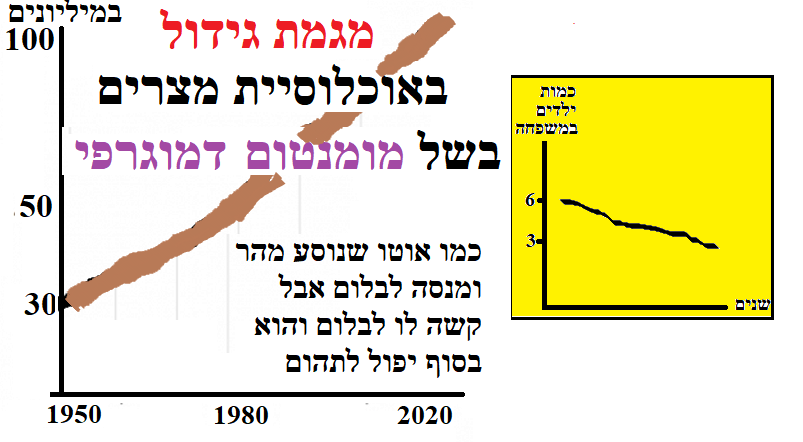 במיליונים
מגמת גידול
באוכלוסיית מצרים
בשל מומנטום דמוגרפי
100
50
30
כמו אוטו שנוסע מהר
ומנסה לבלום אבל
קשה לו לבלום והוא
בסוף יפול לתהום
1950 1980 2020
כמות
ילדים
במשפחה
6
3
שנים